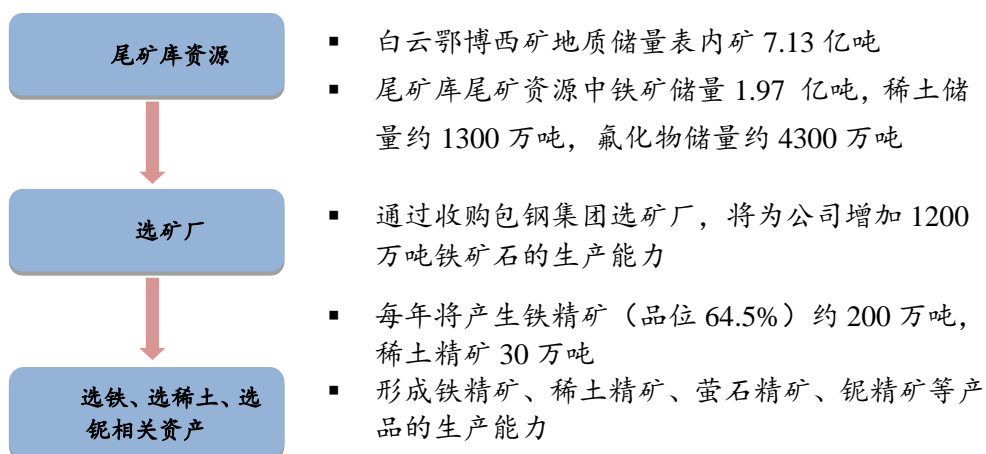 尾矿库资源
▪ 白云鄂博西矿地质储量表内矿 7.13 亿吨
▪ 尾矿库尾矿资源中铁矿储量 1.97 亿吨，稀土储
量约 1300 万吨，氟化物储量约 4300 万吨
选矿厂
▪ 通过收购包钢集团选矿厂，将为公司增加 1200
万吨铁矿石的生产能力
选铁、选稀土、选
铌相关资产
▪ 每年将产生铁精矿（品位 64.5%）约 200 万吨，
稀土精矿 30 万吨
▪ 形成铁精矿、稀土精矿、萤石精矿、铌精矿等产
品的生产能力